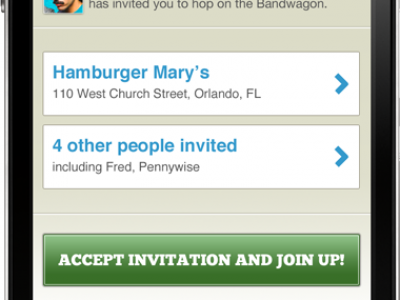 has invited you to hop on the Bandwagon.
Hamburger Mary's
110 West Church Street, Orlando, FL
4 other people invited
including Fred, Pennywise
ACCEPT INVITATION AND JOIN UP!